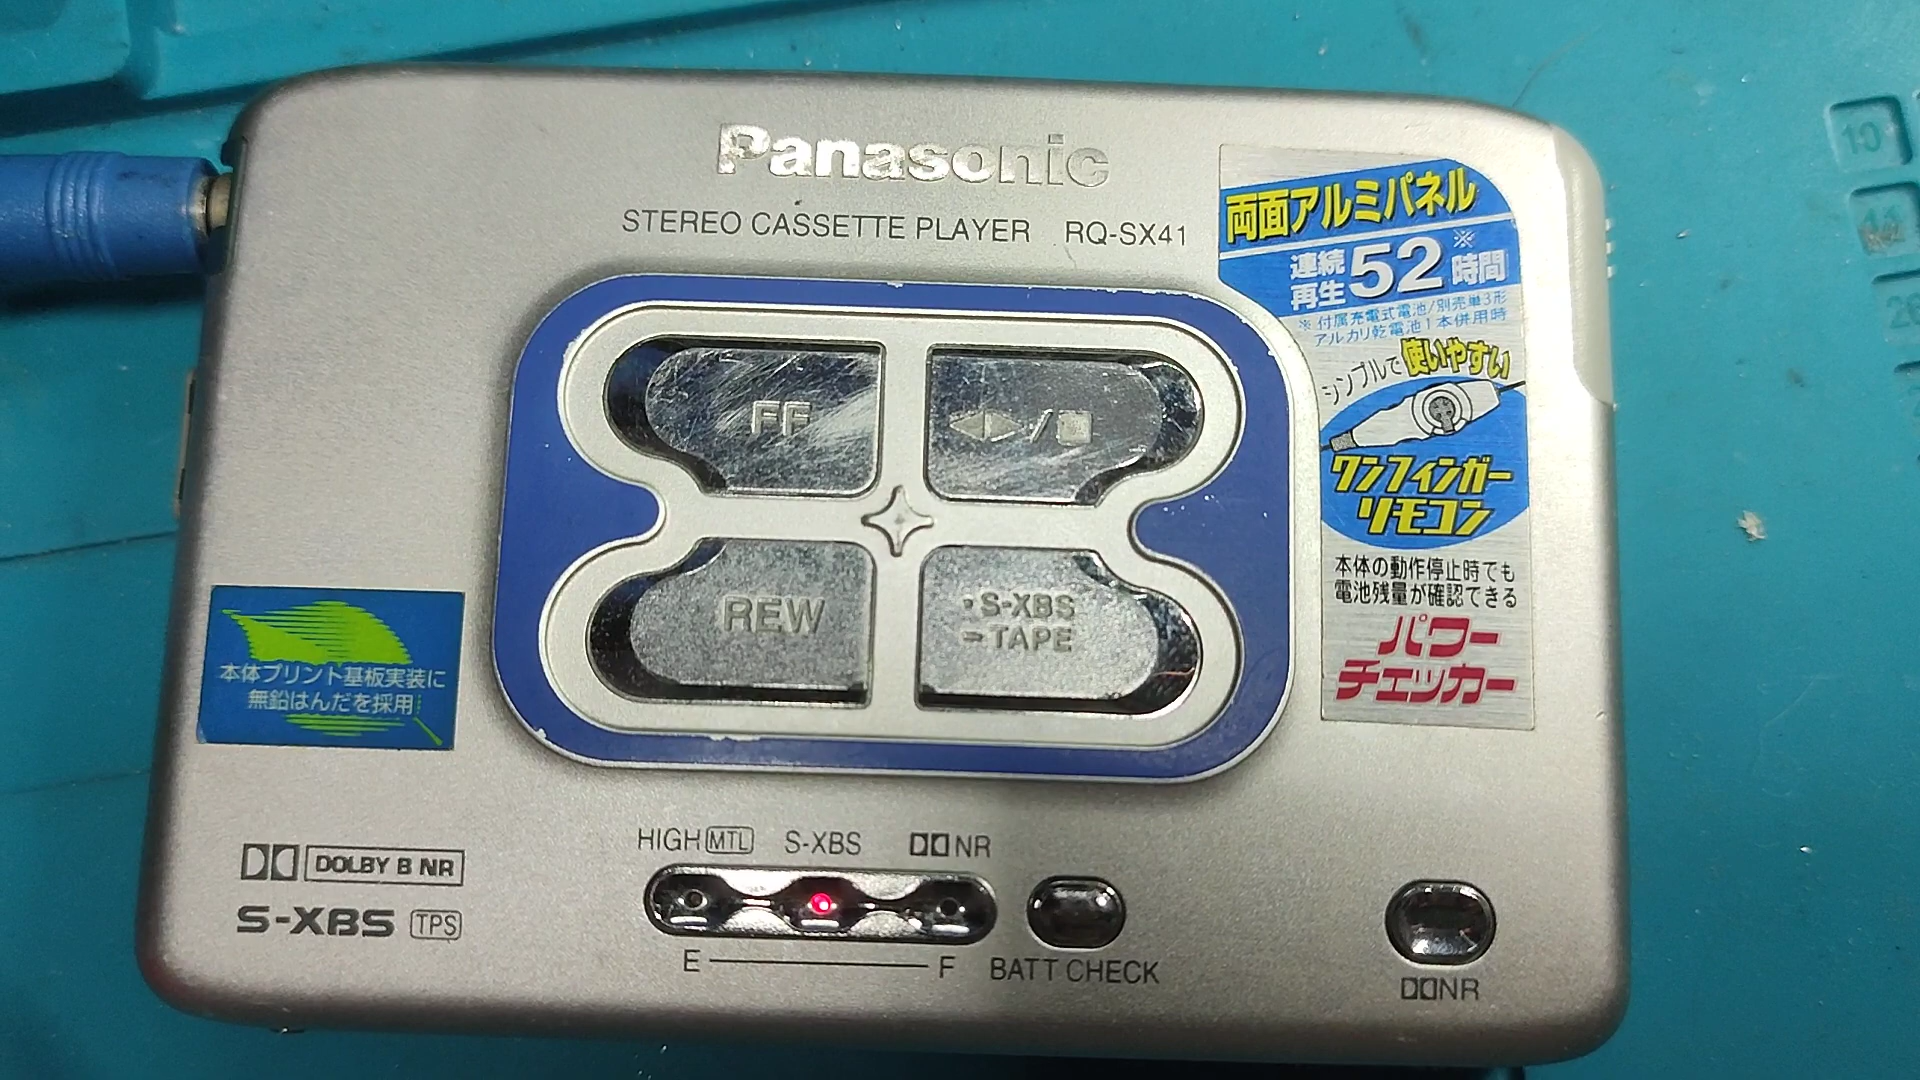 Panasonic
STEREO CASSETTE PLAYER RQ-SX41
両面アルミパネル
連続再生52※時間
※付属充電式電池/別売単3形
アルカリ乾電池1本併用時
シンプルで使いやすい
ワンフィンガー
リモコン
本体の動作停止時でも
電池残量が確認できる
パワー
チェッカー
FF
REW
•S-XBS
–TAPE
本体プリント基板実装に
無鉛はんだを採用
DOLBY B NR
S-XBS TPS
HIGH MTL S-XBS NR
E F BATT CHECK
NR
10
11
26